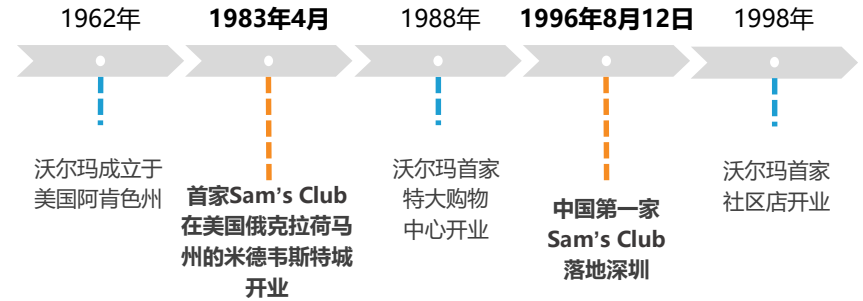 1962年
1983年4月
1988年
1996年8月12日
1998年
沃尔玛成立于
美国阿肯色州
首家Sam's Club
在美国俄克拉荷马
州的米德韦斯特城
开业
沃尔玛首家
特大购物
中心开业
中国第一家
Sam's Club
落地深圳
沃尔玛首家
社区店开业